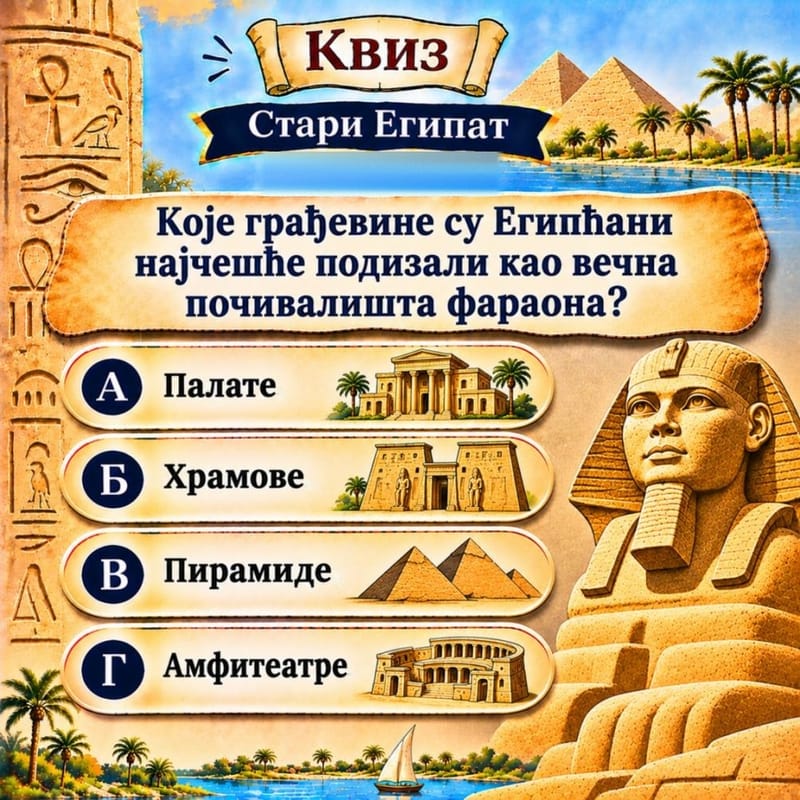 Квиз
Стари Египат
Које грађевине су Египћани
најчешће подизали као вечна
почивалишта фараона?
А Палате
Б Храмове
В Пирамиде
Г Амфитеатре